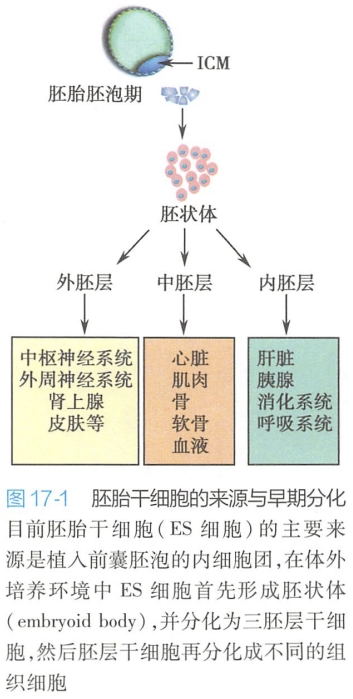 ICM
胚胎胚泡期
胚状体
外胚层 中胚层 内胚层
中枢神经系统
外周神经系统
肾上腺
皮肤等
心脏
肌肉
骨
软骨
血液
肝脏
胰腺
消化系统
呼吸系统
图 17-1 胚胎干细胞的来源与早期分化
目前胚胎干细胞(ES 细胞)的主要来
源是植入前囊胚泡的内细胞团,在体外
培养环境中 ES 细胞首先形成胚状体
(embryoid body),并分化为三胚层干细
胞,然后胚层干细胞再分化成不同的组
织细胞